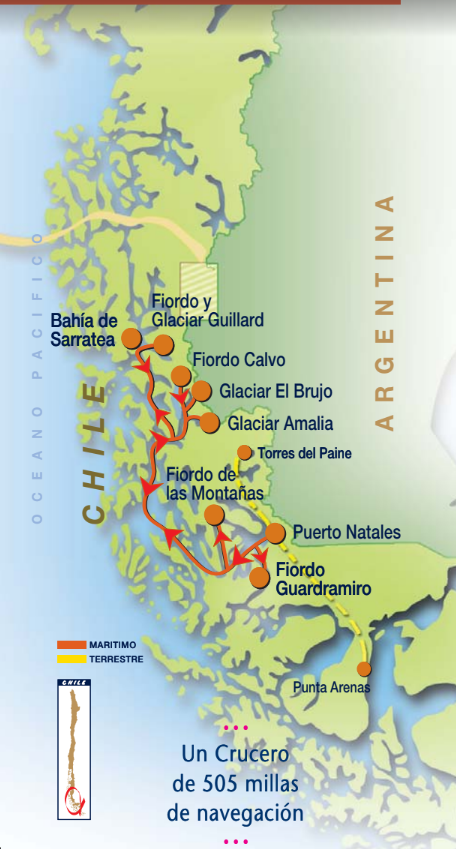 ARGENTINA
OCEANO PACIFICO
CHILE
Fiordo y
Glaciar Guillard
Bahía de
Sarratea
Fiordo Calvo
Glaciar El Brujo
Glaciar Amalia
Torres del Paine
Fiordo de
las Montañas
Puerto Natales
Fiordo
Guardramiro
MARITIMO
TERRESTRE
CHILE
Punta Arenas
Un Crucero
de 505 millas
de navegación